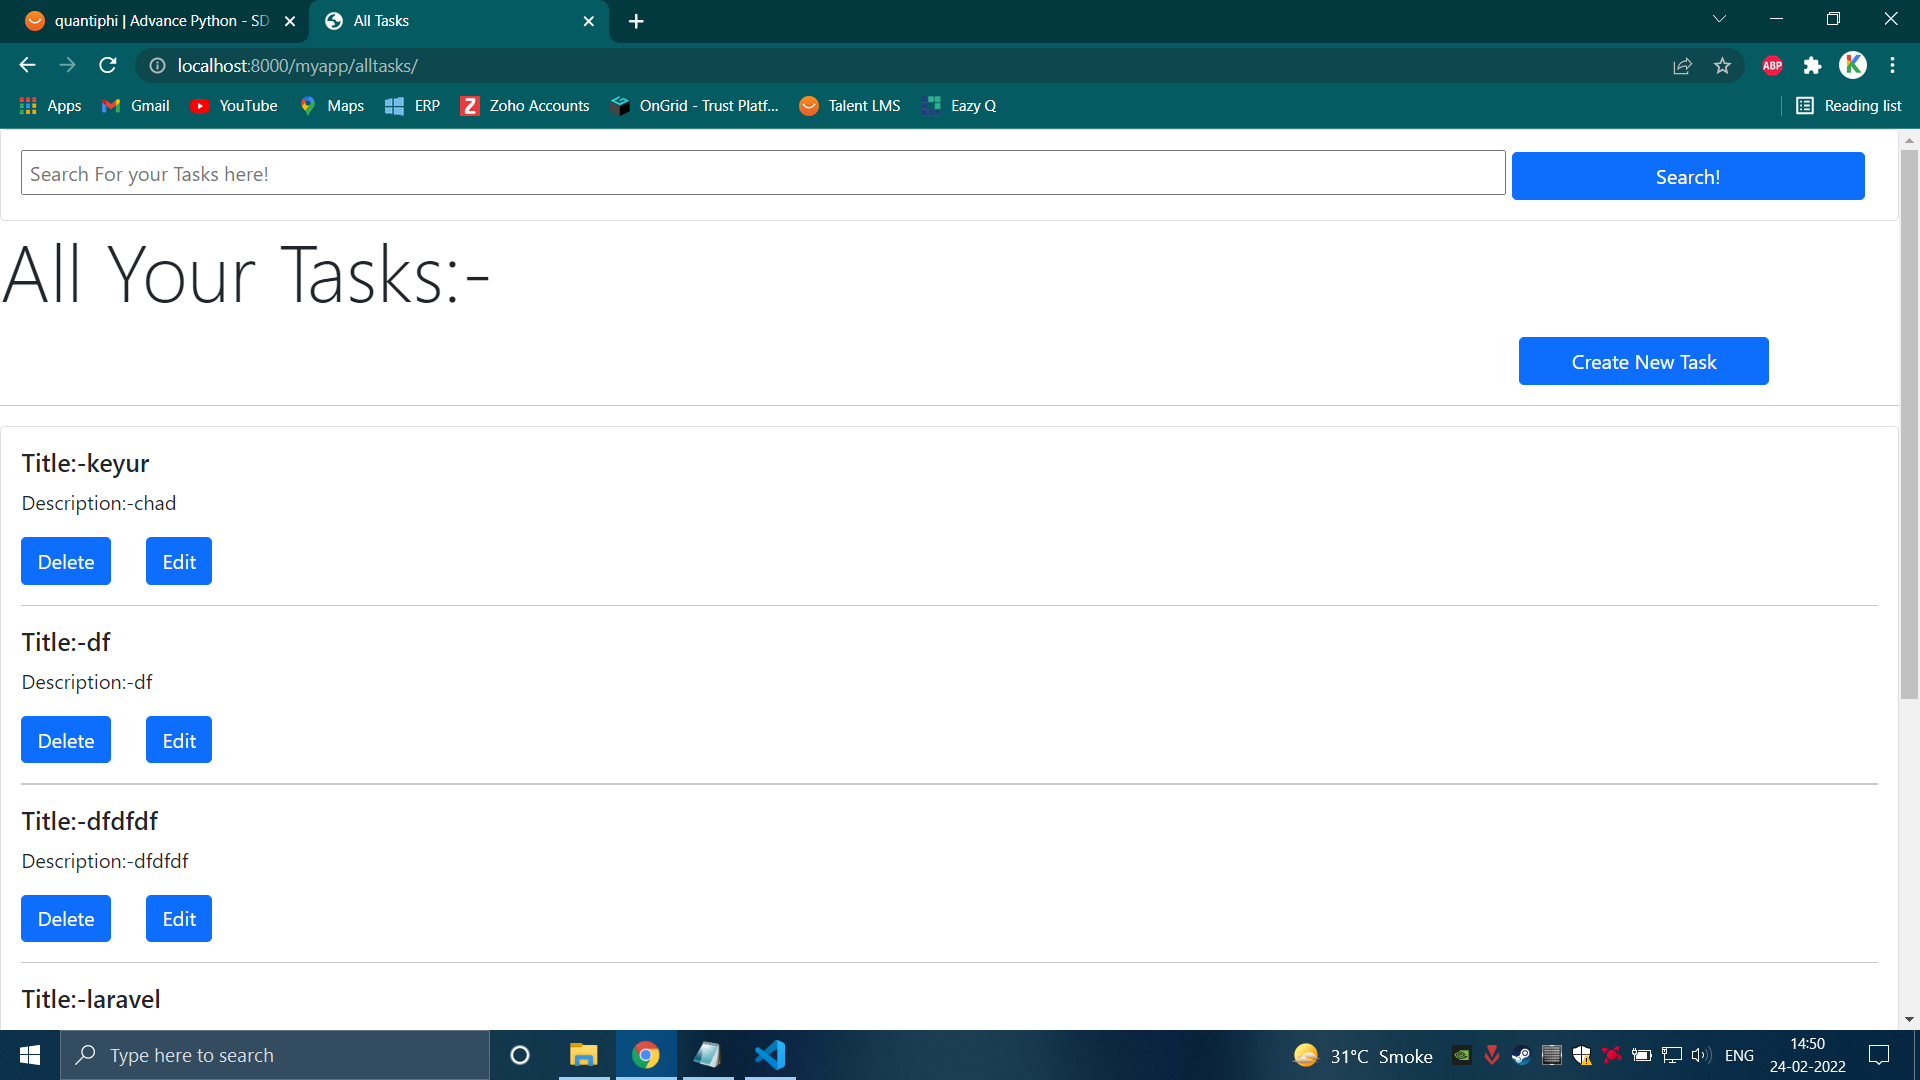 quantiphi | Advance Python - SD
All Tasks
localhost:8000/myapp/alltasks/
ABP
K
Apps
Gmail
YouTube
Maps
ERP
Z
Zoho Accounts
OnGrid - Trust Platf...
Talent LMS
Eazy Q
Reading list
Search For your Tasks here!
Search!
All Your Tasks:-
Create New Task
Title:-keyur
Description:-chad
Delete
Edit
Title:-df
Description:-df
Delete
Edit
Title:-dfdfdf
Description:-dfdfdf
Delete
Edit
Title:-laravel
Type here to search
31°C Smoke
ENG
14:50
24-02-2022